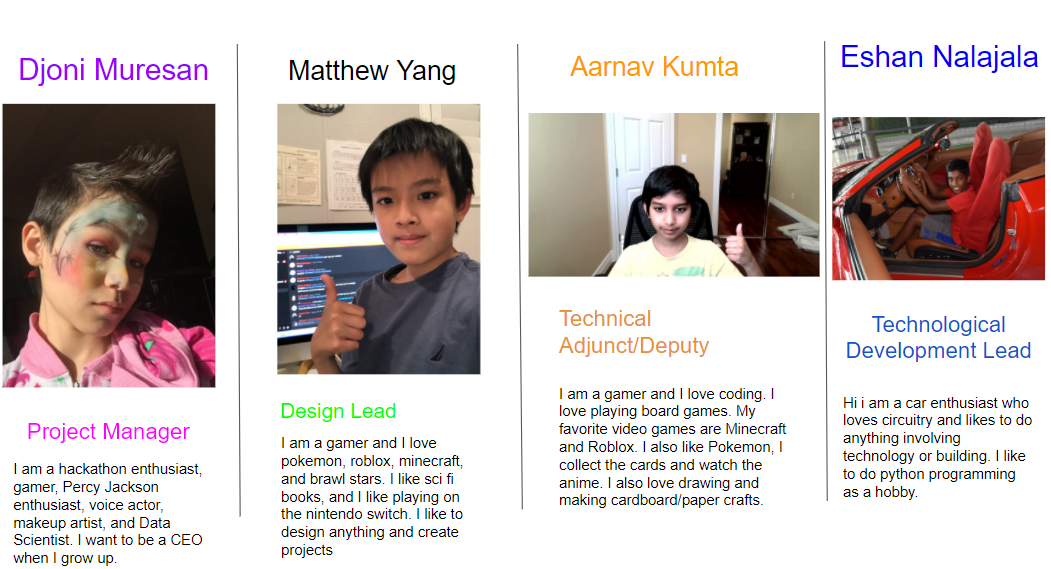 Djoni Muresan
Project Manager
I am a hackathon enthusiast,
gamer, Percy Jackson
enthusiast, voice actor,
makeup artist, and Data
Scientist. I want to be a CEO
when I grow up.
Matthew Yang
Design Lead
I am a gamer and I love
pokemon, roblox, minecraft,
and brawl stars. I like sci fi
books, and I like playing on
the nintendo switch. I like to
design anything and create
projects
Aarnav Kumta
Technical
Adjunct/Deputy
I am a gamer and I love coding. I
love playing board games. My
favorite video games are Minecraft
and Roblox. I also like Pokemon, I
collect the cards and watch the
anime. I also love drawing and
making cardboard/paper crafts.
Eshan Nalajala
Technological
Development Lead
Hi i am a car enthusiast who
loves circuitry and likes to do
anything involving
technology or building. I like
to do python programming
as a hobby.